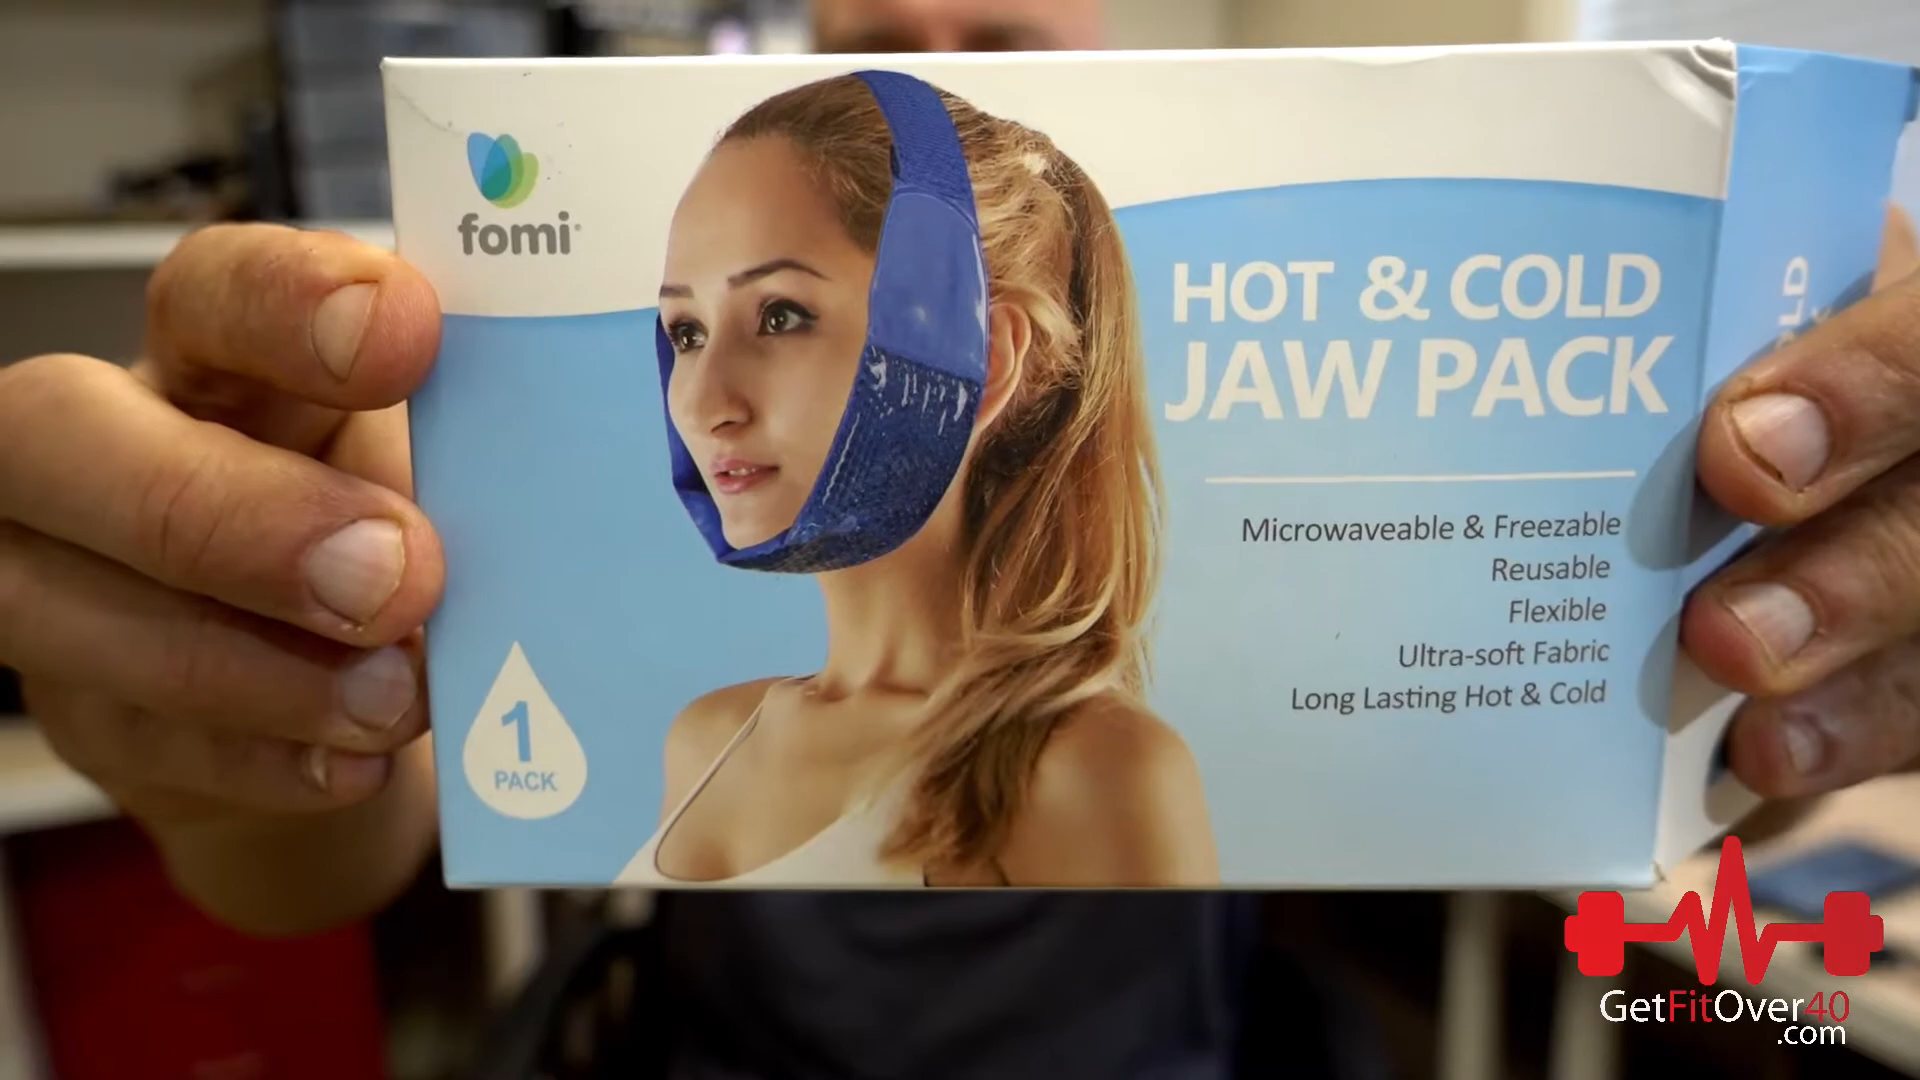 fomi
HOT & COLD
JAW PACK
Microwaveable & Freezable
Reusable
Flexible
Ultra-soft Fabric
Long Lasting Hot & Cold
1
PACK
GetFitOver40
.com